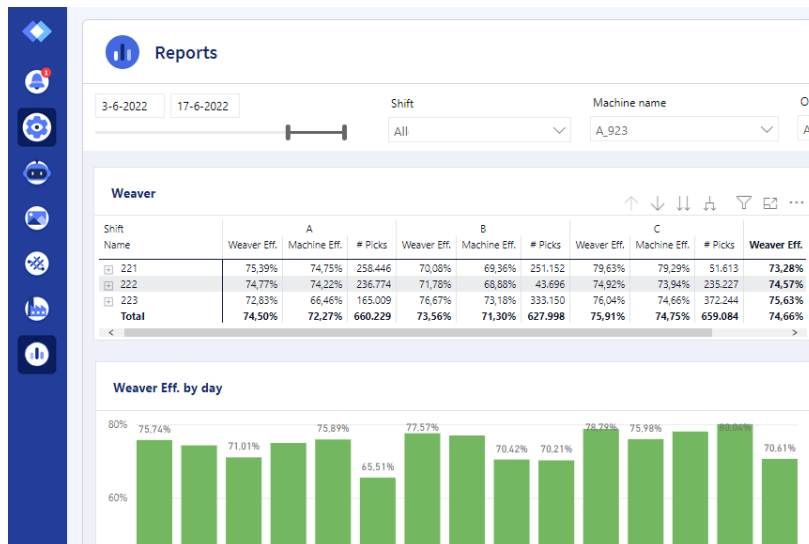 1
Reports
3-6-2022 17-6-2022
Shift
All
Machine name
A_923
O
A
Weaver
Shift A B C
Name Weaver Eff. Machine Eff. # Picks Weaver Eff. Machine Eff. # Picks Weaver Eff. Machine Eff. # Picks Weaver Eff.
221 75,39% 74,75% 258.446 70,08% 69,36% 251.152 79,63% 79,29% 51.613 73,28%
222 74,77% 74,22% 236.774 71,78% 68,88% 43.696 74,92% 73,94% 235.227 74,57%
223 72,83% 66,46% 165.009 76,67% 73,18% 333.150 76,04% 74,66% 372.244 75,63%
Total 74,50% 72,27% 660.229 73,56% 71,30% 627.998 75,91% 74,75% 659.084 74,66%
Weaver Eff. by day
80%
75,74% 71,01% 75,89% 65,51% 77,57% 70,42% 70,21% 78,79% 75,98% 80,04% 70,61%
60%